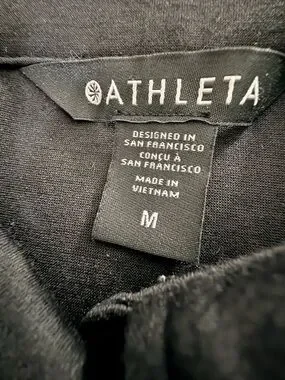 ATHLETA
DESIGNED IN
SAN FRANCISCO
CONÇU À
SAN FRANCISCO
MADE IN
VIETNAM
M